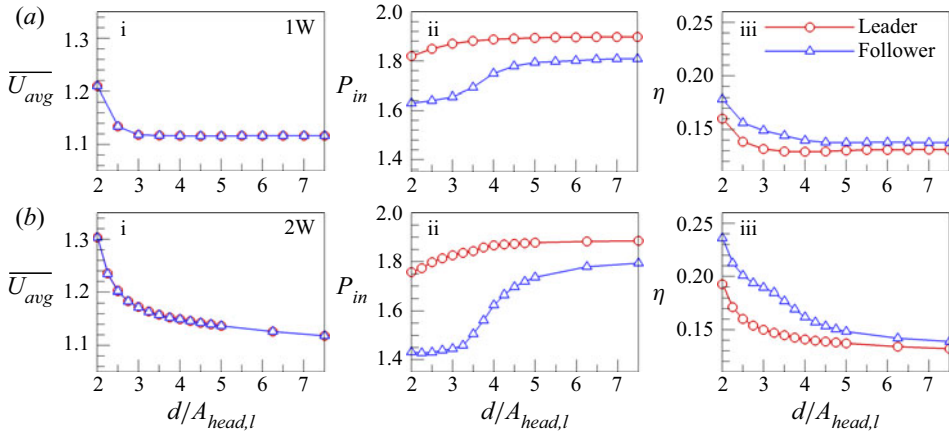 (a)
i
1W
U_avg
1.3
1.2
1.1
2 3 4 5 6 7
ii
P_in
2.0
1.8
1.6
1.4
2 3 4 5 6 7
iii
Leader
Follower
η
0.25
0.20
0.15
2 3 4 5 6 7
(b)
i
2W
U_avg
1.3
1.2
1.1
2 3 4 5 6 7
d/A_head,l
ii
P_in
2.0
1.8
1.6
1.4
2 3 4 5 6 7
d/A_head,l
iii
η
0.25
0.20
0.15
2 3 4 5 6 7
d/A_head,l